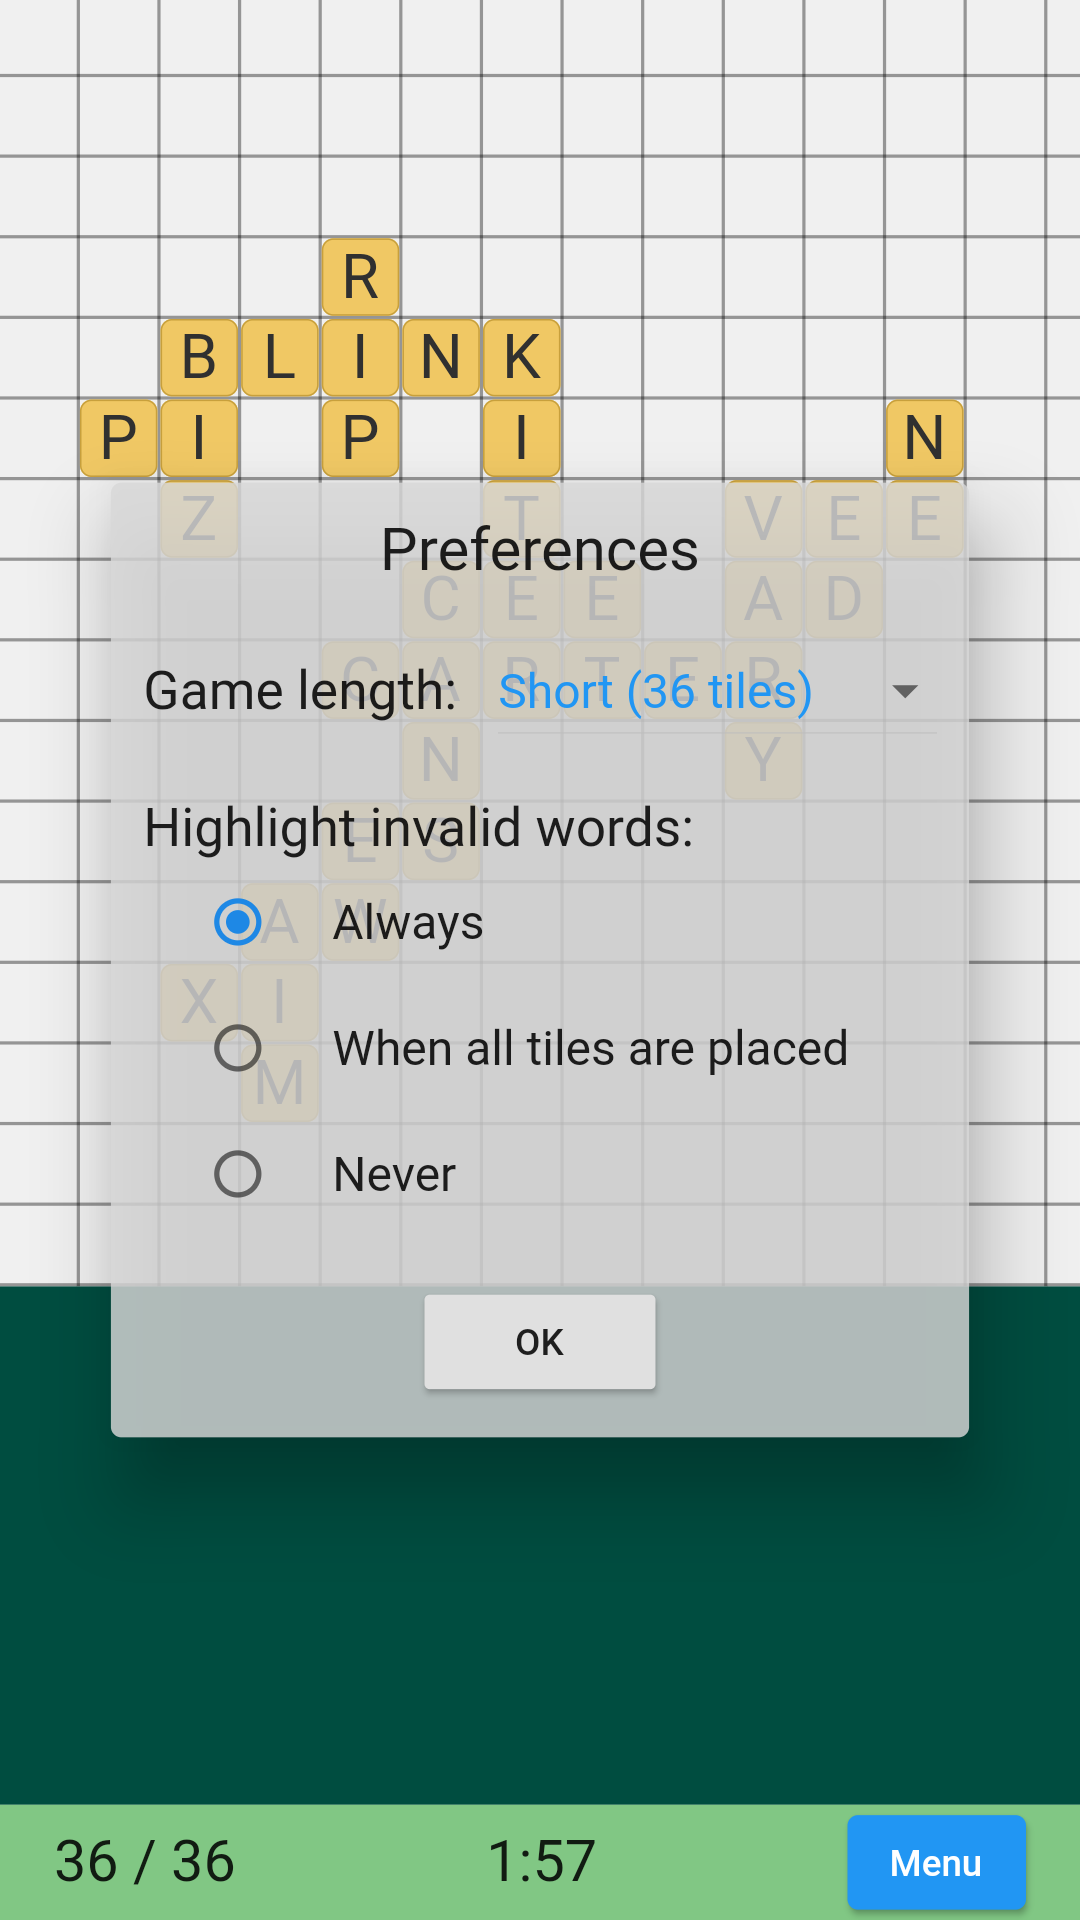 R
B L I N K
P I P I N
Z T V E E
Preferences
C E E A D
C A R T E R
Game length: Short (36 tiles)
N Y
Highlight invalid words:
E S
A W
Always
X I
When all tiles are placed
M
Never
OK
36 / 36 1:57 Menu